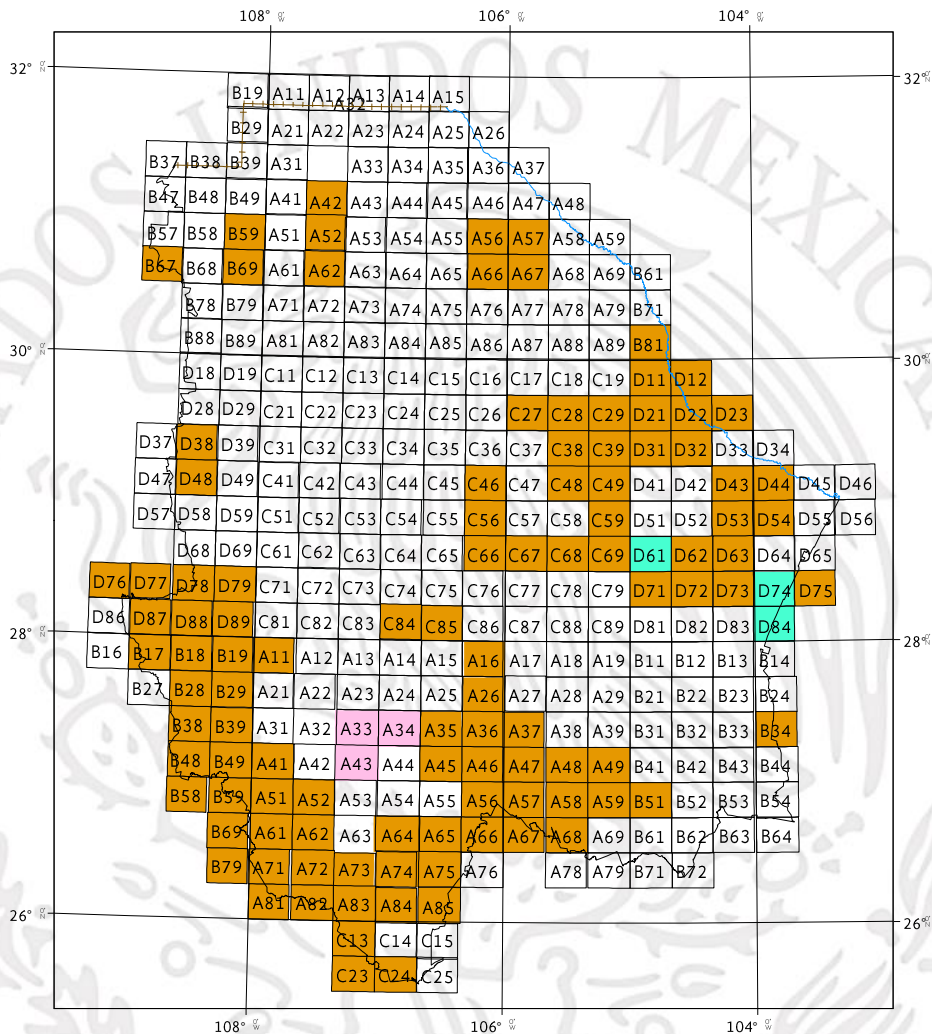 108° 106° 104°
32° 32°
B19 A11 A12 A13 A14 A15
A32
B29 A21 A22 A23 A24 A25 A26
B37 B38 B39 A31 A33 A34 A35 A36 A37
B47 B48 B49 A41 A42 A43 A44 A45 A46 A47 A48
B57 B58 B59 A51 A52 A53 A54 A55 A56 A57 A58 A59
B67 B68 B69 A61 A62 A63 A64 A65 A66 A67 A68 A69 B61
B78 B79 A71 A72 A73 A74 A75 A76 A77 A78 A79 B71
B88 B89 A81 A82 A83 A84 A85 A86 A87 A88 A89 B81
30° 30°
D18 D19 C11 C12 C13 C14 C15 C16 C17 C18 C19 D11 D12
D28 D29 C21 C22 C23 C24 C25 C26 C27 C28 C29 D21 D22 D23
D37 D38 D39 C31 C32 C33 C34 C35 C36 C37 C38 C39 D31 D32 D33 D34
D47 D48 D49 C41 C42 C43 C44 C45 C46 C47 C48 C49 D41 D42 D43 D44 D45 D46
D57 D58 D59 C51 C52 C53 C54 C55 C56 C57 C58 C59 D51 D52 D53 D54 D55 D56
D68 D69 C61 C62 C63 C64 C65 C66 C67 C68 C69 D61 D62 D63 D64 D65
D76 D77 D78 D79 C71 C72 C73 C74 C75 C76 C77 C78 C79 D71 D72 D73 D74 D75
D86 D87 D88 D89 C81 C82 C83 C84 C85 C86 C87 C88 C89 D81 D82 D83 D84
28° 28°
B16 B17 B18 B19 A11 A12 A13 A14 A15 A16 A17 A18 A19 B11 B12 B13 B14
B27 B28 B29 A21 A22 A23 A24 A25 A26 A27 A28 A29 B21 B22 B23 B24
B38 B39 A31 A32 A33 A34 A35 A36 A37 A38 A39 B31 B32 B33 B34
B48 B49 A41 A42 A43 A44 A45 A46 A47 A48 A49 B41 B42 B43 B44
B58 B59 A51 A52 A53 A54 A55 A56 A57 A58 A59 B51 B52 B53 B54
B69 A61 A62 A63 A64 A65 A66 A67 A68 A69 B61 B62 B63 B64
B79 A71 A72 A73 A74 A75 A76 A78 A79 B71 B72
A81 A82 A83 A84 A85
26° 26°
C13 C14 C15
C23 C24 C25
108° 106° 104°
UNIDOS MEXICAN